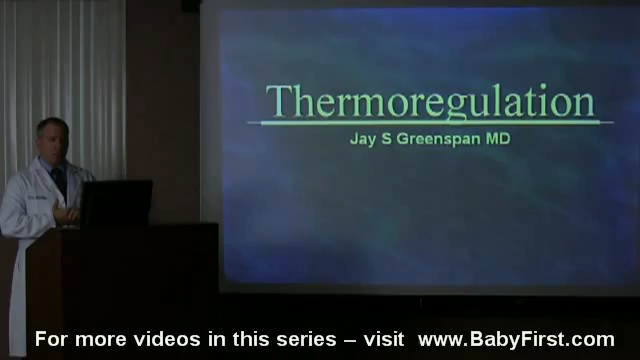 Thermoregulation
Jay S Greenspan MD
For more videos in this series – visit www.BabyFirst.com